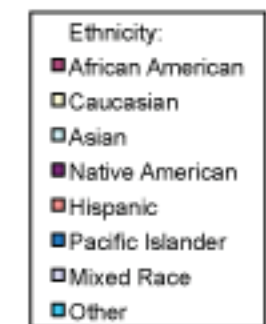 Ethnicity:
African American
Caucasian
Asian
Native American
Hispanic
Pacific Islander
Mixed Race
Other